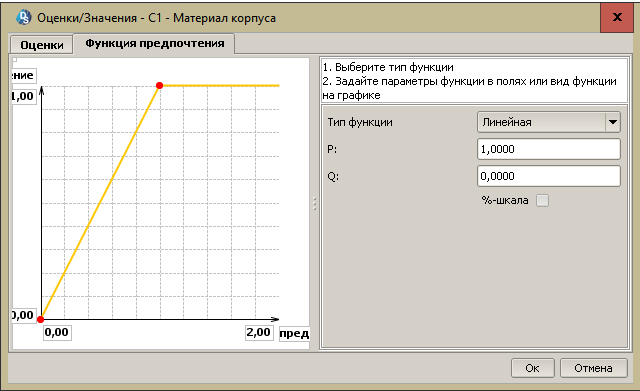 Оценки/Значения - С1 - Материал корпуса
Оценки
Функция предпочтения
ение
1,00
0,00
0,00
2,00
пред
1. Выберите тип функции
2. Задайте параметры функции в полях или вид функции
на графике
Тип функции
Линейная
P:
1,0000
Q:
0,0000
%-шкала
Ок
Отмена